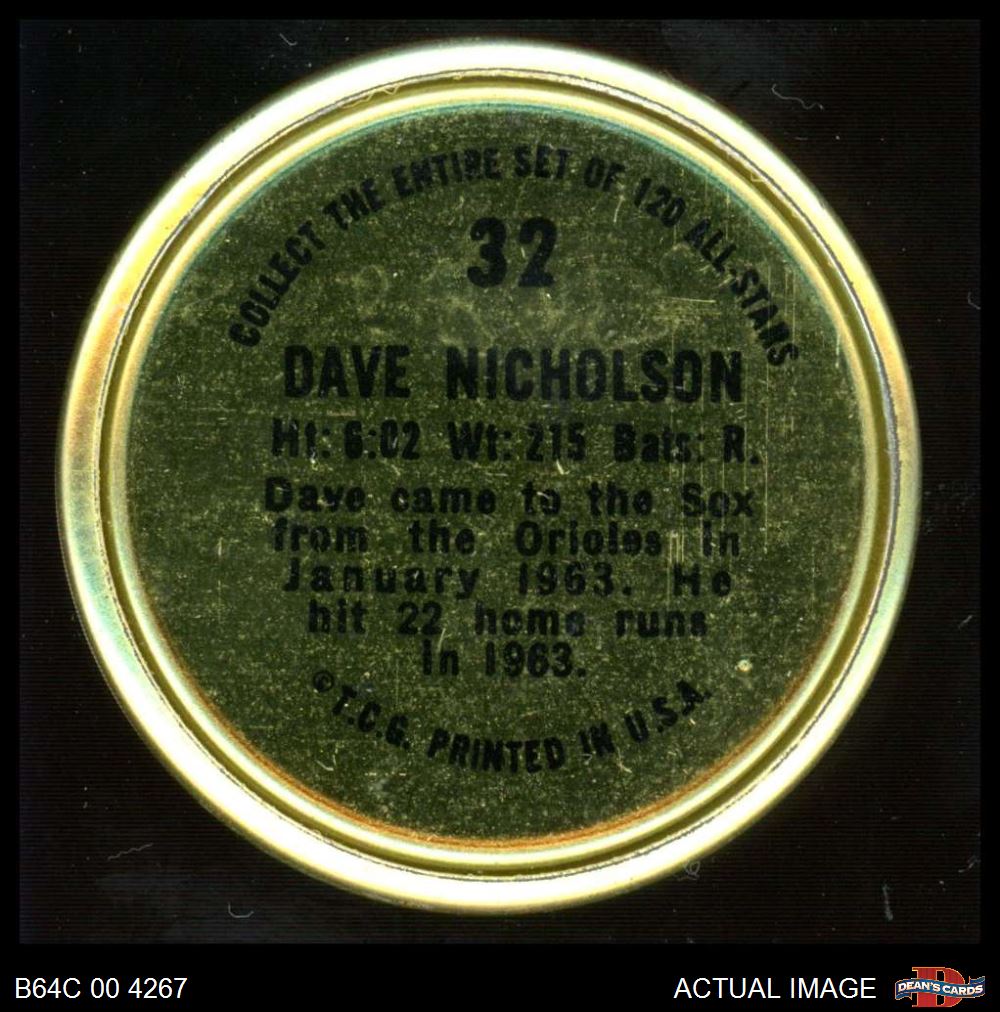 COLLECT THE ENTIRE SET OF 120 ALL-STARS
32
DAVE NICHOLSON
Ht: 6:02 Wt: 215 Bats: R.
Dave came to the Sox
from the Orioles in
January 1963. He
hit 22 home runs
in 1963.
©T.C.G. PRINTED IN U.S.A.
B64C 00 4267
ACTUAL IMAGE
DEAN'S CARDS